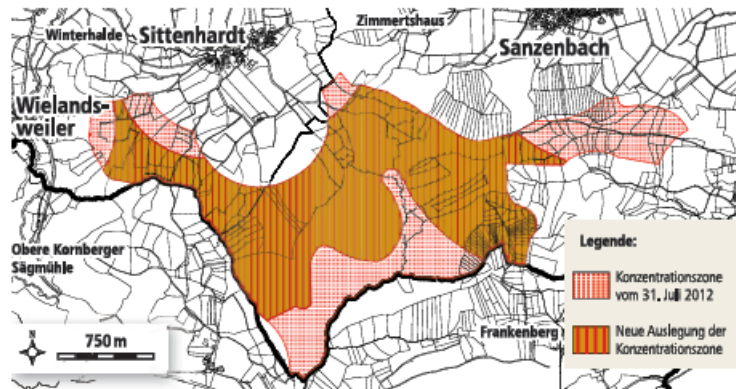 Winterhalde
Sittenhardt
Zimmertshaus
Sanzenbach
Wielands-
weiler
Obere Kornberger
Sägmühle
Frankenberg
N
750 m
Legende:
Konzentrationszone
vom 31. Juli 2012
Neue Auslegung der
Konzentrationszone